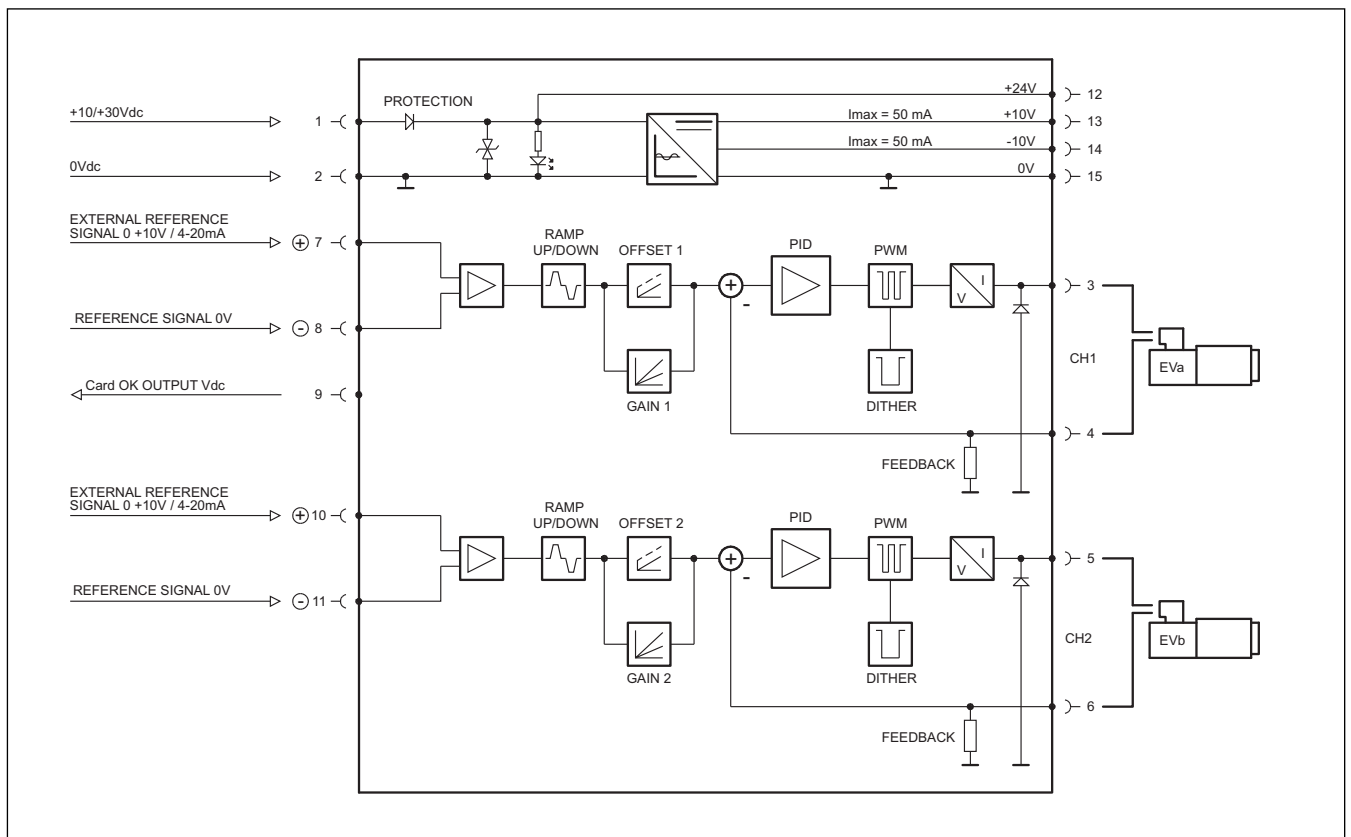 PROTECTION
+24V 12
+10/+30Vdc 1 Imax = 50 mA +10V 13
Imax = 50 mA -10V 14
0Vdc 2 0V 15
EXTERNAL REFERENCE
SIGNAL 0 +10V / 4-20mA + 7
RAMP
UP/DOWN OFFSET 1 PID PWM
+ - V I 3
REFERENCE SIGNAL 0V - 8
CH1 EVa
Card OK OUTPUT Vdc 9
GAIN 1 DITHER
4
FEEDBACK
EXTERNAL REFERENCE
SIGNAL 0 +10V / 4-20mA + 10
RAMP
UP/DOWN OFFSET 2 PID PWM
+ - V I 5
REFERENCE SIGNAL 0V - 11
CH2 EVb
GAIN 2 DITHER
6
FEEDBACK